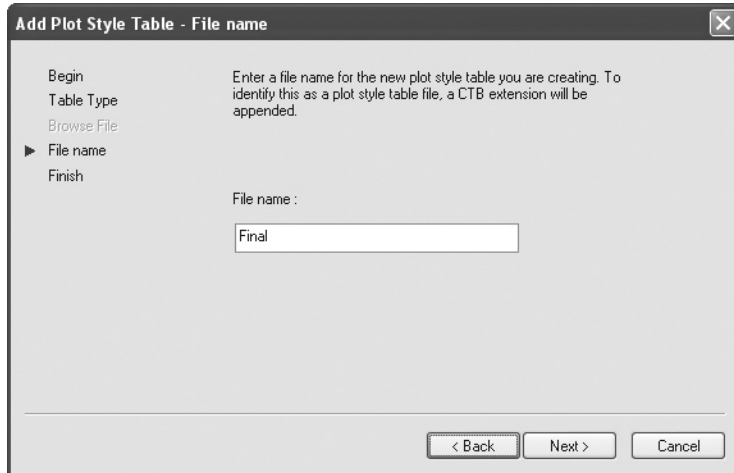 Add Plot Style Table - File name
Begin
Table Type
Browse File
File name
Finish
Enter a file name for the new plot style table you are creating. To
identify this as a plot style table file, a CTB extension will be
appended.
File name :
Final
< Back
Next >
Cancel